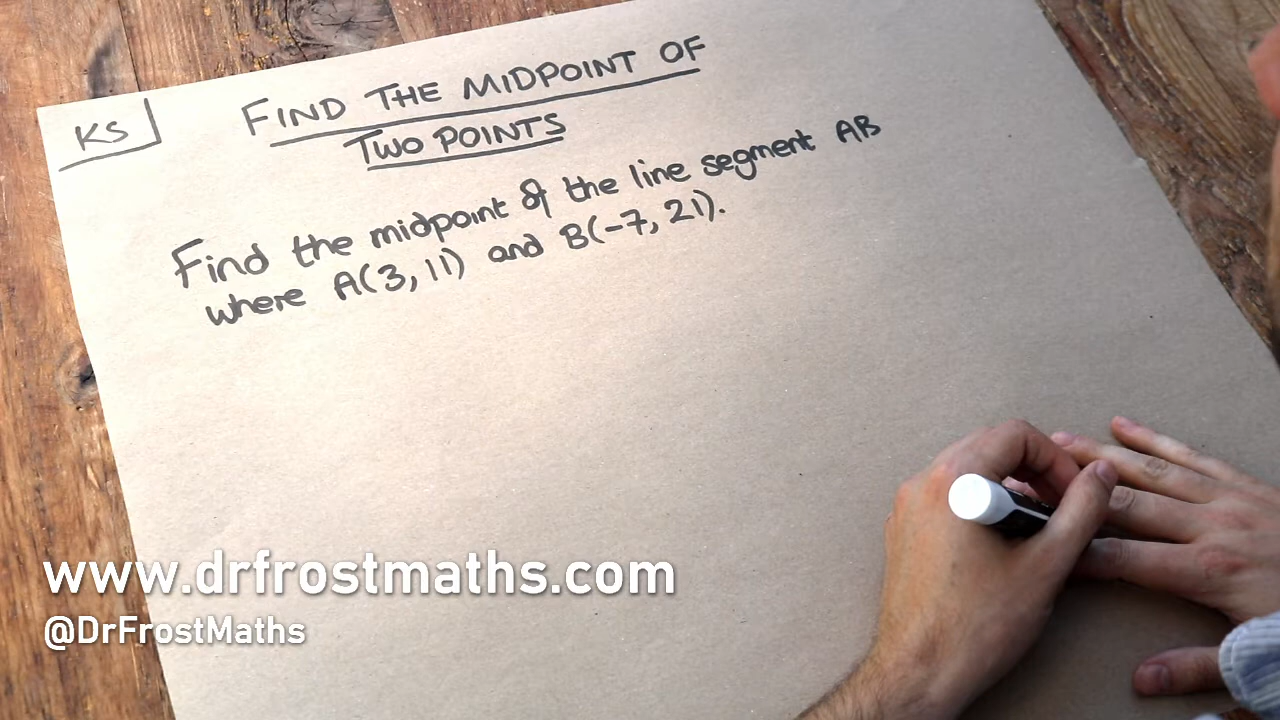 KS
FIND THE MIDPOINT OF
TWO POINTS
Find the midpoint of the line segment AB
where A(3, 11) and B(-7, 21).
www.drfrostmaths.com
@DrFrostMaths